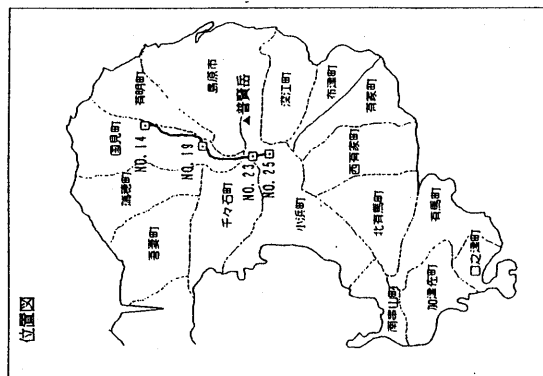 位置図
有明町
国見町
瑞穂町
吾妻町
NO. 14
島原市
NO. 19
▲普賢岳
千々石町
NO. 23
NO. 25
深江町
小浜町
布津町
有家町
西有家町
北有馬町
有馬町
南串山町
加津佐町
口之津町